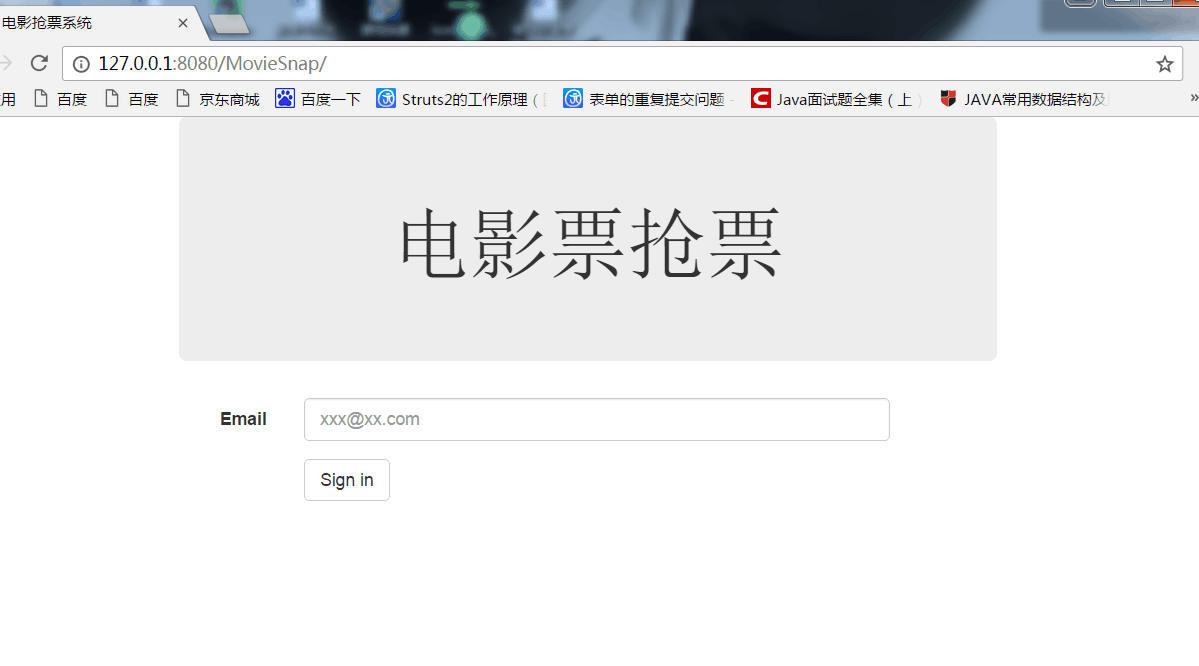 电影抢票系统
127.0.0.1:8080/MovieSnap/
用 百度 百度 京东商城 百度一下 Struts2的工作原理（ 表单的重复提交问题 - Java面试题全集（上） JAVA常用数据结构及
电影票抢票
Email xxx@xx.com
Sign in